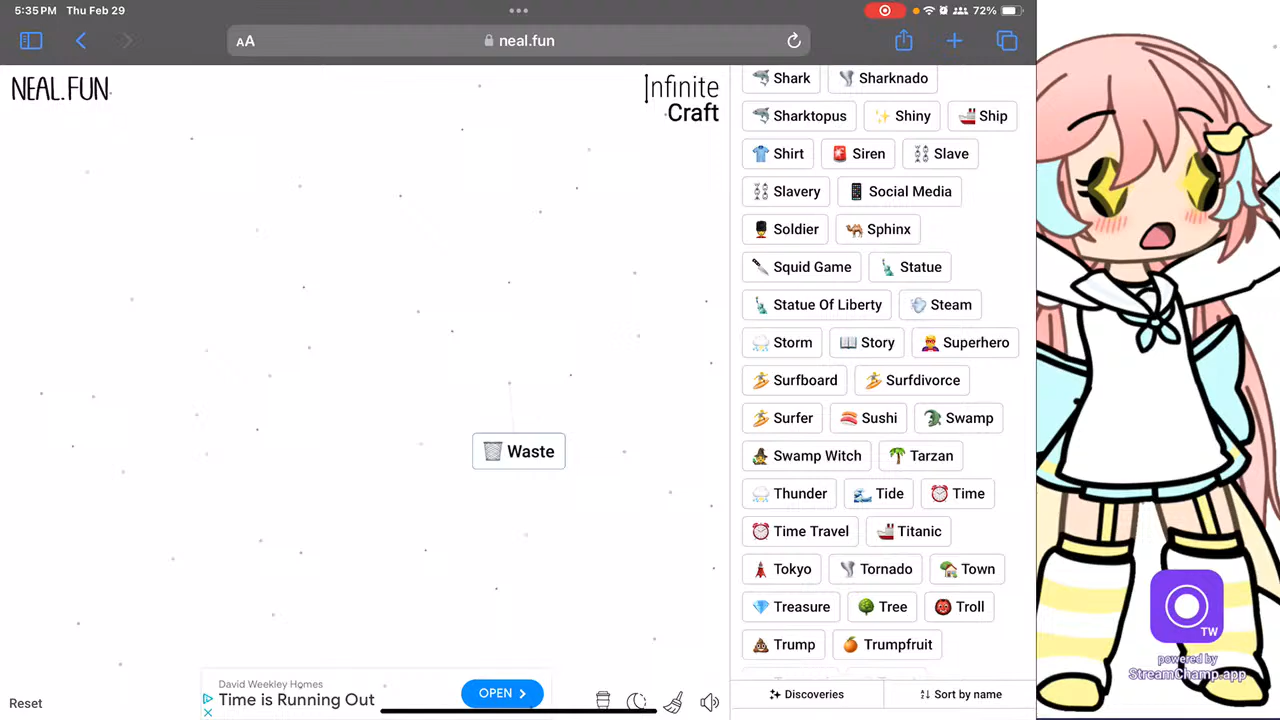 5:35 PM Thu Feb 29
72%
AA
neal.fun
NEAL.FUN
Infinite
Craft
Shark
Sharknado
Sharktopus
Shiny
Ship
Shirt
Siren
Slave
Slavery
Social Media
Soldier
Sphinx
Squid Game
Statue
Statue Of Liberty
Steam
Storm
Story
Superhero
Surfboard
Surfdivorce
Surfer
Sushi
Swamp
Waste
Swamp Witch
Tarzan
Thunder
Tide
Time
Time Travel
Titanic
Tokyo
Tornado
Town
Treasure
Tree
Troll
Trump
Trumpfruit
Reset
David Weekley Homes
Time is Running Out
OPEN
Discoveries
Sort by name
TW
powered by
StreamChamp.app